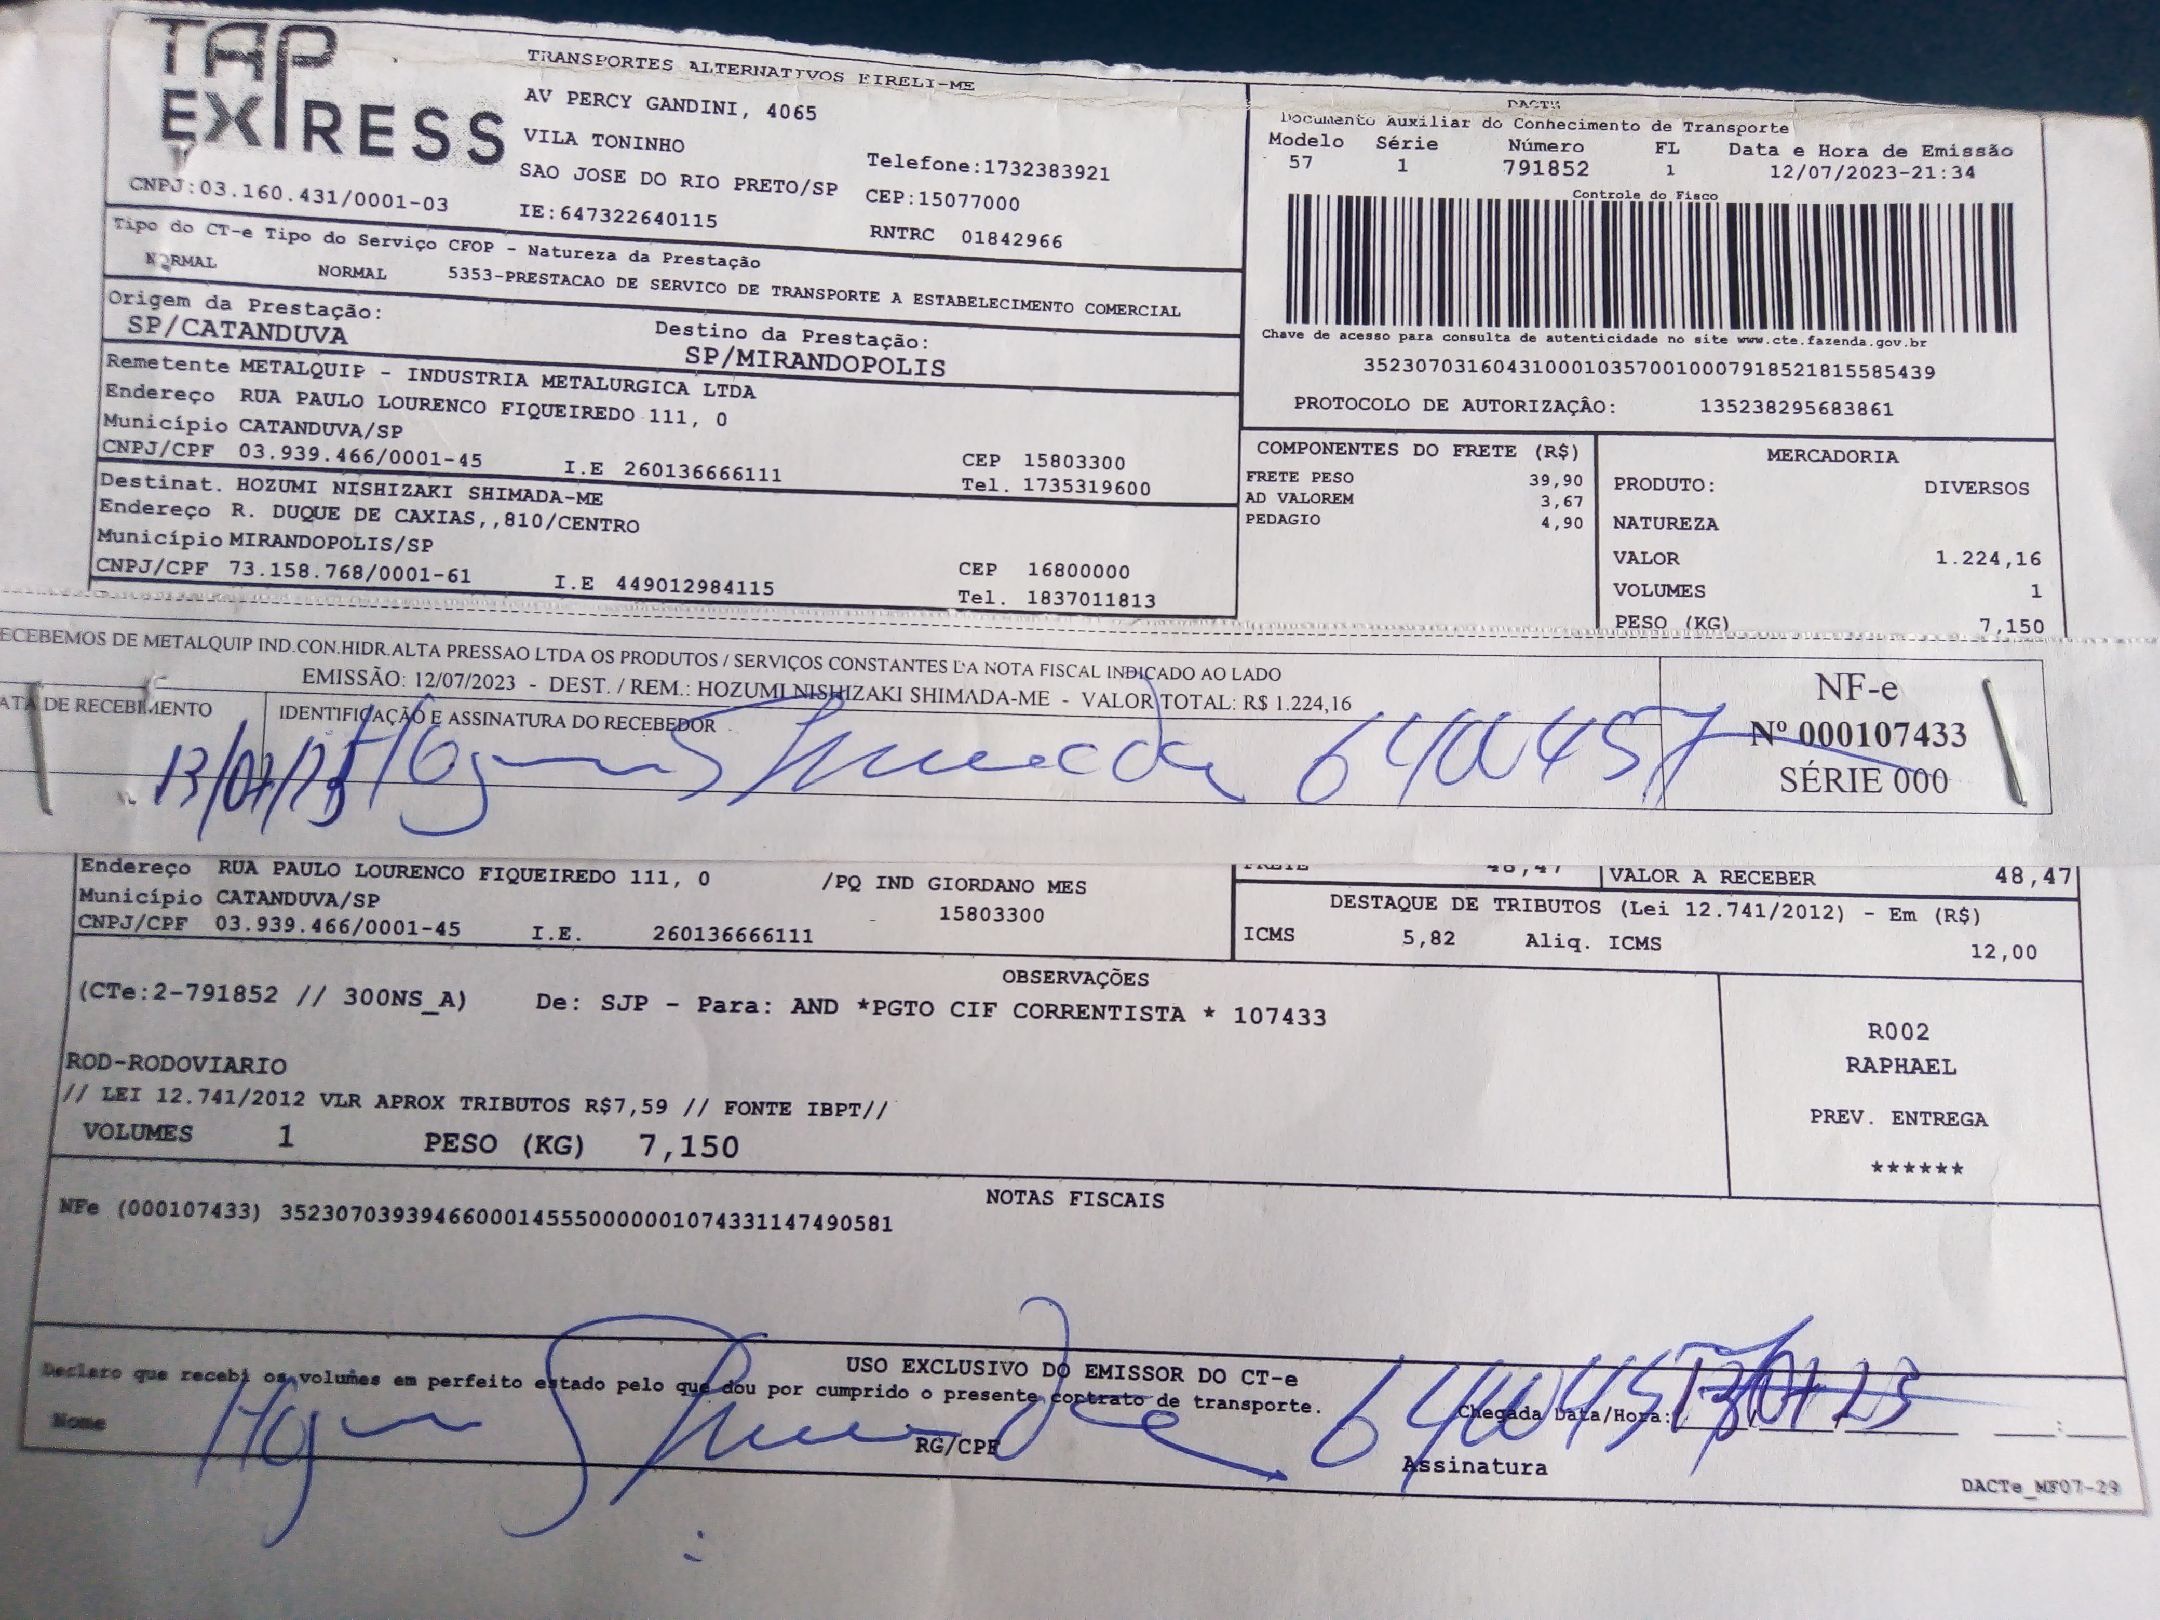 TAP
EXPRESS
TRANSPORTES ALTERNATIVOS EIRELI-ME
AV PERCY GANDINI, 4065
VILA TONINHO
SAO JOSE DO RIO PRETO/SP
Telefone:1732383921
CEP:15077000
CNPJ:03.160.431/0001-03
IE:647322640115
RNTRC 01842966
Tipo do CT-e Tipo do Serviço CFOP - Natureza da Prestação
NORMAL NORMAL 5353-PRESTACAO DE SERVICO DE TRANSPORTE A ESTABELECIMENTO COMERCIAL
Origem da Prestação:
SP/CATANDUVA
Destino da Prestação:
SP/MIRANDOPOLIS
Remetente METALQUIP - INDUSTRIA METALURGICA LTDA
Endereço RUA PAULO LOURENCO FIQUEIREDO 111, 0
Município CATANDUVA/SP
CEP 15803300
CNPJ/CPF 03.939.466/0001-45 I.E 260136666111 Tel. 1735319600
Destinat. HOZUMI NISHIZAKI SHIMADA-ME
Endereço R. DUQUE DE CAXIAS,,810/CENTRO
Município MIRANDOPOLIS/SP
CEP 16800000
CNPJ/CPF 73.158.768/0001-61 I.E 449012984115 Tel. 1837011813
DACTE
Documento Auxiliar do Conhecimento de Transporte
Modelo Série Número FL Data e Hora de Emissão
57 1 791852 1 12/07/2023-21:34
Controle do Fisco
Chave de acesso para consulta de autenticidade no site www.cte.fazenda.gov.br
35230703160431000103570010007918521815585439
PROTOCOLO DE AUTORIZAÇÃO: 135238295683861
COMPONENTES DO FRETE (R$)
FRETE PESO 39,90
AD VALOREM 3,67
PEDAGIO 4,90
MERCADORIA
PRODUTO: DIVERSOS
NATUREZA
VALOR 1.224,16
VOLUMES 1
PESO (KG) 7,150
ECEBEMOS DE METALQUIP IND.CON.HIDR.ALTA PRESSAO LTDA OS PRODUTOS / SERVIÇOS CONSTANTES DA NOTA FISCAL INDICADO AO LADO
EMISSÃO: 12/07/2023 - DEST. / REM.: HOZUMI NISHIZAKI SHIMADA-ME - VALOR TOTAL: R$ 1.224,16
ATA DE RECEBIMENTO
IDENTIFICAÇÃO E ASSINATURA DO RECEBEDOR
13/07/23 Shimada 6400457
NF-e
Nº 000107433
SÉRIE 000
Endereço RUA PAULO LOURENCO FIQUEIREDO 111, 0 /PQ IND GIORDANO MES
Município CATANDUVA/SP 15803300
CNPJ/CPF 03.939.466/0001-45 I.E. 260136666111
FRETE 48,47
VALOR A RECEBER 48,47
DESTAQUE DE TRIBUTOS (Lei 12.741/2012) - Em (R$)
ICMS 5,82 Aliq. ICMS 12,00
OBSERVAÇÕES
(CTe:2-791852 // 300NS_A) De: SJP - Para: AND *PGTO CIF CORRENTISTA * 107433
ROD-RODOVIARIO
// LEI 12.741/2012 VLR APROX TRIBUTOS R$7,59 // FONTE IBPT//
VOLUMES 1 PESO (KG) 7,150
R002
RAPHAEL
PREV. ENTREGA
******
NOTAS FISCAIS
NFe (000107433) 35230703939466000145550000001074331147490581
USO EXCLUSIVO DO EMISSOR DO CT-e
Declaro que recebi os volumes em perfeito estado pelo que dou por cumprido o presente contrato de transporte.
Chegada Data/Hora: 13/07/23
Nome RG/CPF Assinatura
Shimada 6400457
DACTe_MF07-29